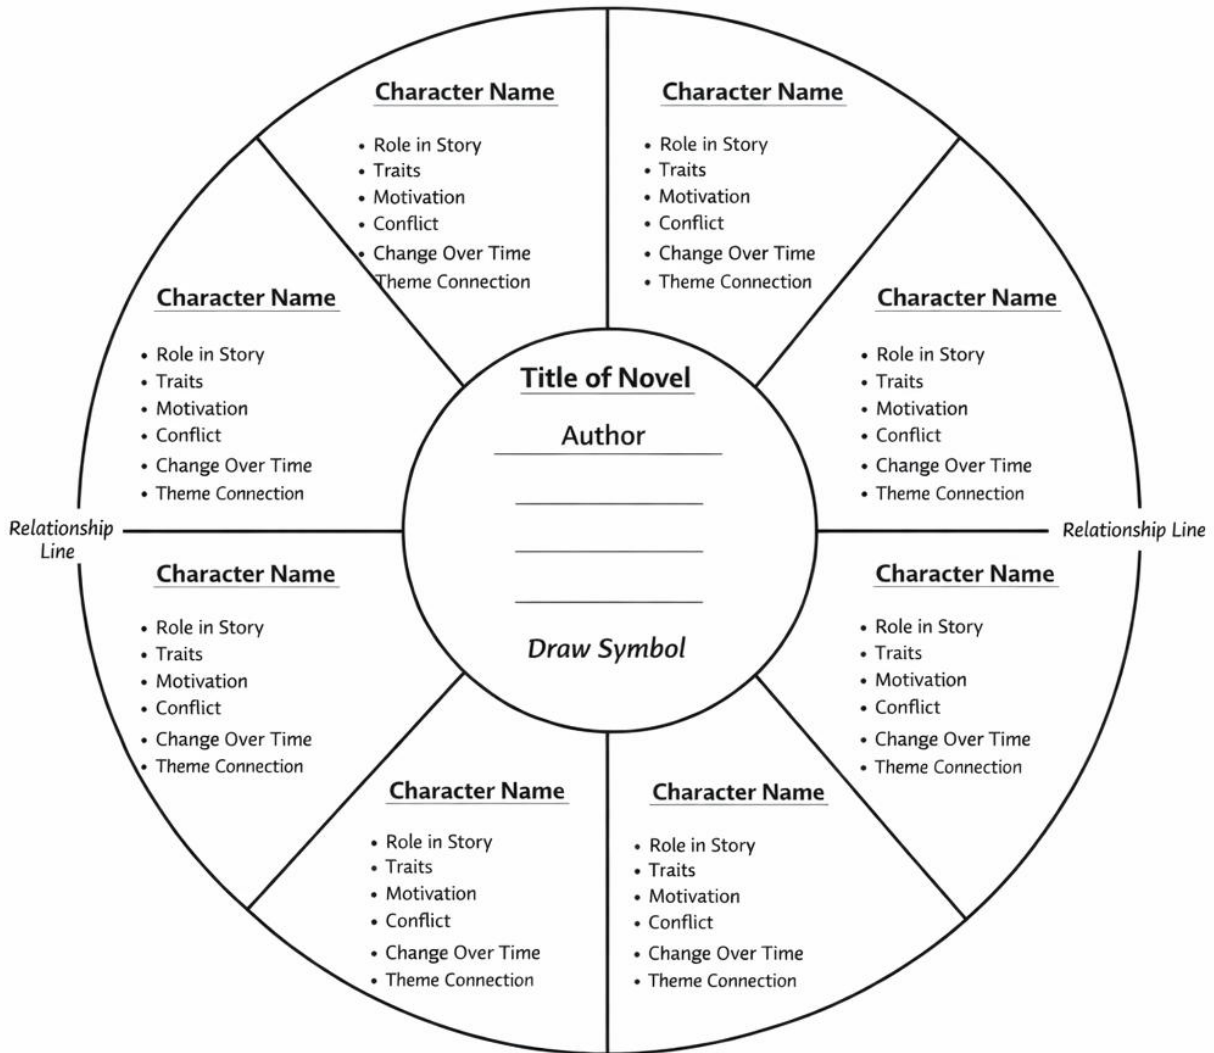 Character Name
• Role in Story
• Traits
• Motivation
• Conflict
• Change Over Time
Theme Connection
Character Name
• Role in Story
• Traits
• Motivation
• Conflict
• Change Over Time
• Theme Connection
Character Name
• Role in Story
• Traits
• Motivation
• Conflict
• Change Over Time
• Theme Connection
Title of Novel
Author
Draw Symbol
Character Name
• Role in Story
• Traits
• Motivation
• Conflict
• Change Over Time
• Theme Connection
Relationship
Line
Relationship Line
Character Name
• Role in Story
• Traits
• Motivation
• Conflict
• Change Over Time
• Theme Connection
Character Name
• Role in Story
• Traits
• Motivation
• Conflict
• Change Over Time
• Theme Connection
Character Name
• Role in Story
• Traits
• Motivation
• Conflict
• Change Over Time
• Theme Connection
Character Name
• Role in Story
• Traits
• Motivation
• Conflict
• Change Over Time
• Theme Connection